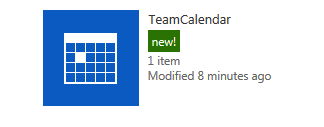 TeamCalendar
new!
1 item
Modified 8 minutes ago